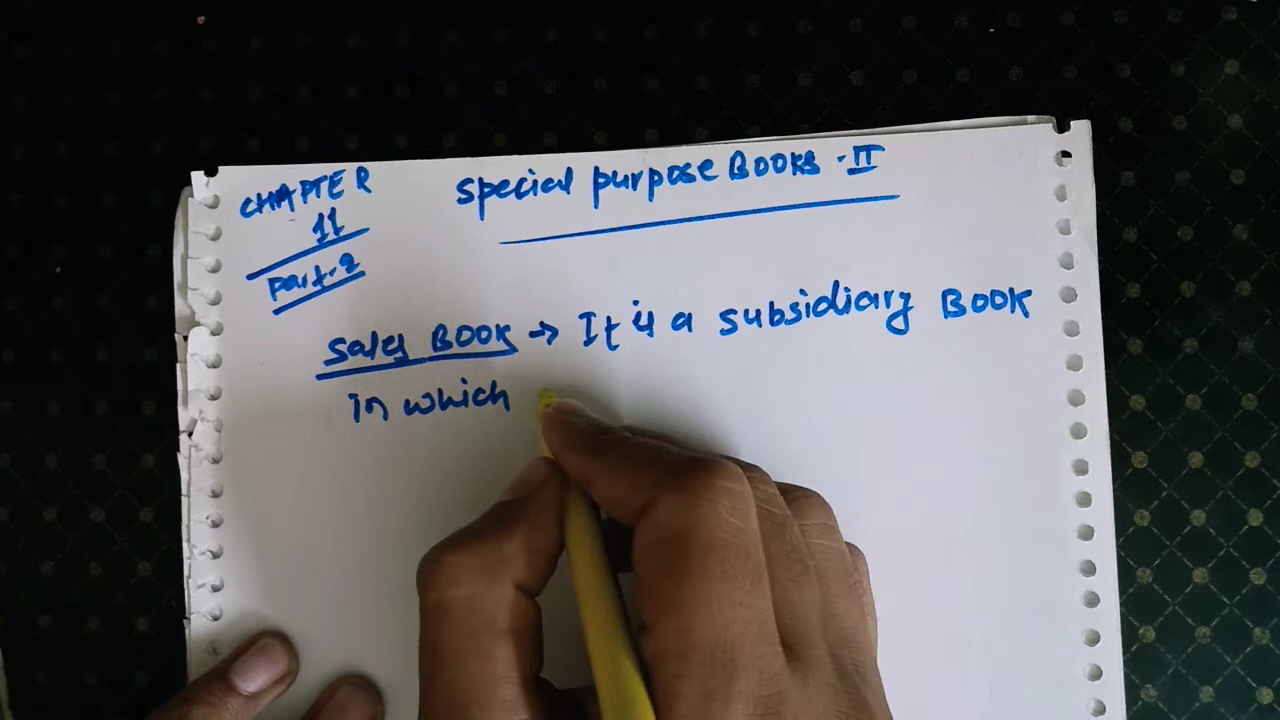 CHAPTER
11
Part-2
Special purpose BOOKS-II
Sales BOOK → It is a subsidiary BOOK
in which